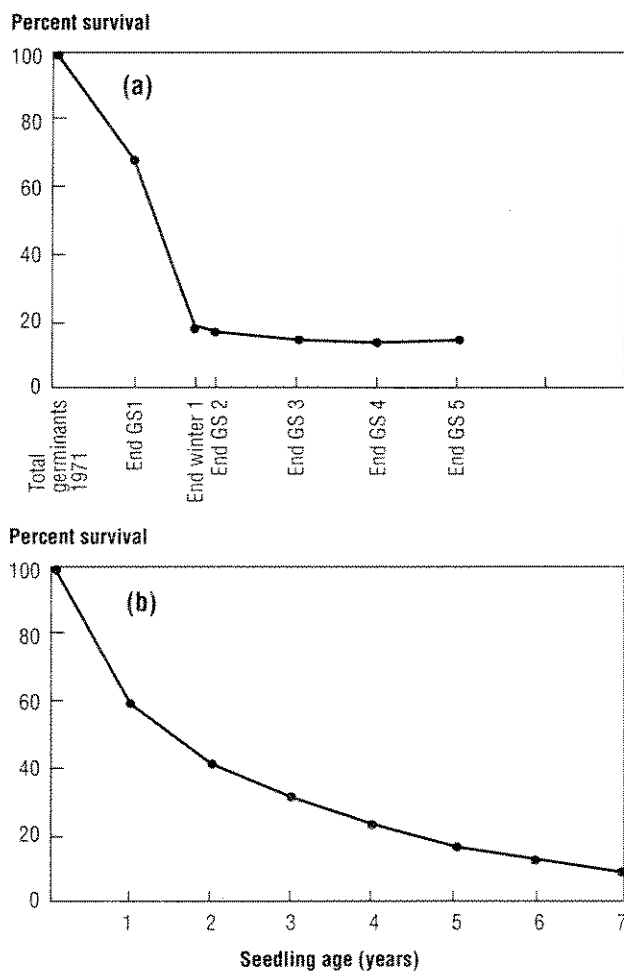 Percent survival
100
(a)
80
60
40
20
0
Total
germinants
1971
End GS1
End winter 1
End GS 2
End GS 3
End GS 4
End GS 5
Percent survival
100
(b)
80
60
40
20
0
1 2 3 4 5 6 7
Seedling age (years)